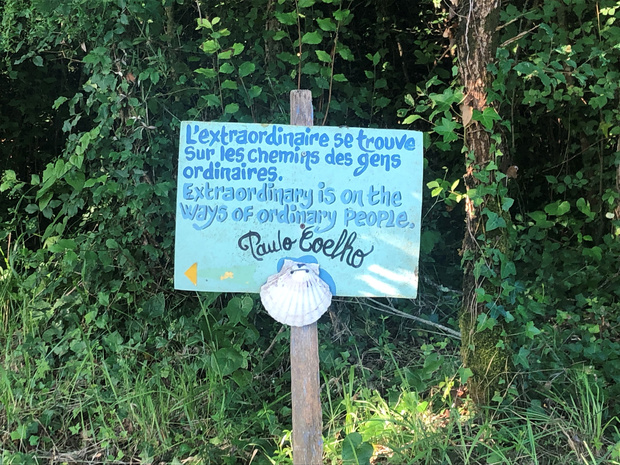 L'extraordinaire se trouve
sur les chemins des gens
ordinaires.
Extraordinary is on the
ways of ordinary people.
Paulo Coelho